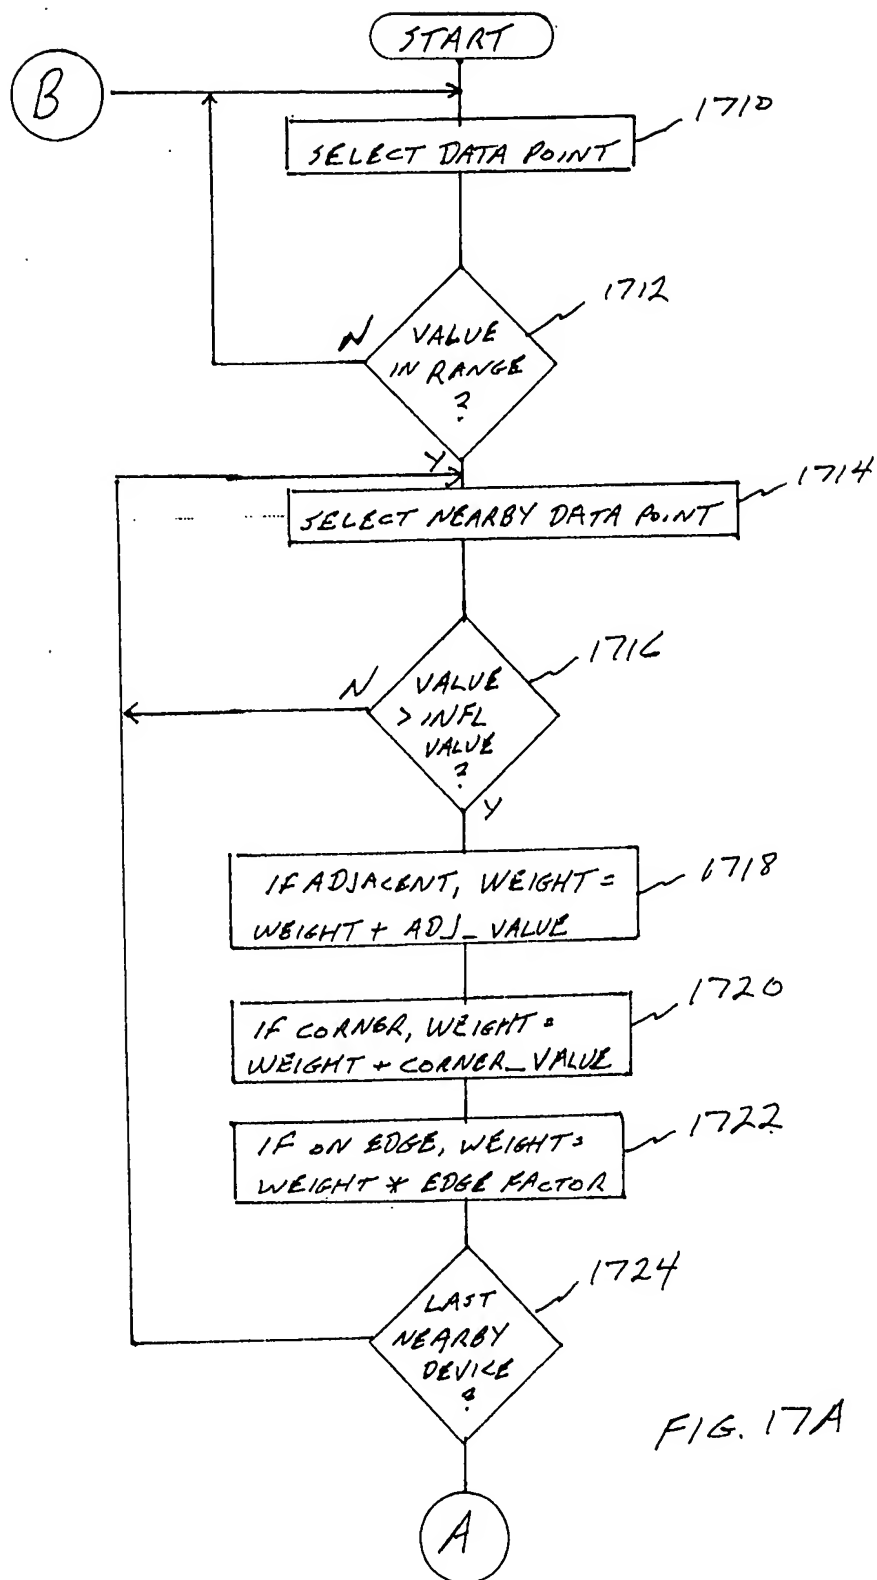 START
B
1710
SELECT DATA POINT
1712
N
VALUE
IN RANGE
?
Y
1714
SELECT NEARBY DATA POINT
1716
N
VALUE
> INFL
VALUE
?
Y
1718
IF ADJACENT, WEIGHT =
WEIGHT + ADJ_VALUE
1720
IF CORNER, WEIGHT =
WEIGHT + CORNER_VALUE
1722
IF ON EDGE, WEIGHT =
WEIGHT * EDGE FACTOR
1724
LAST
NEARBY
DEVICE
?
FIG. 17A
A